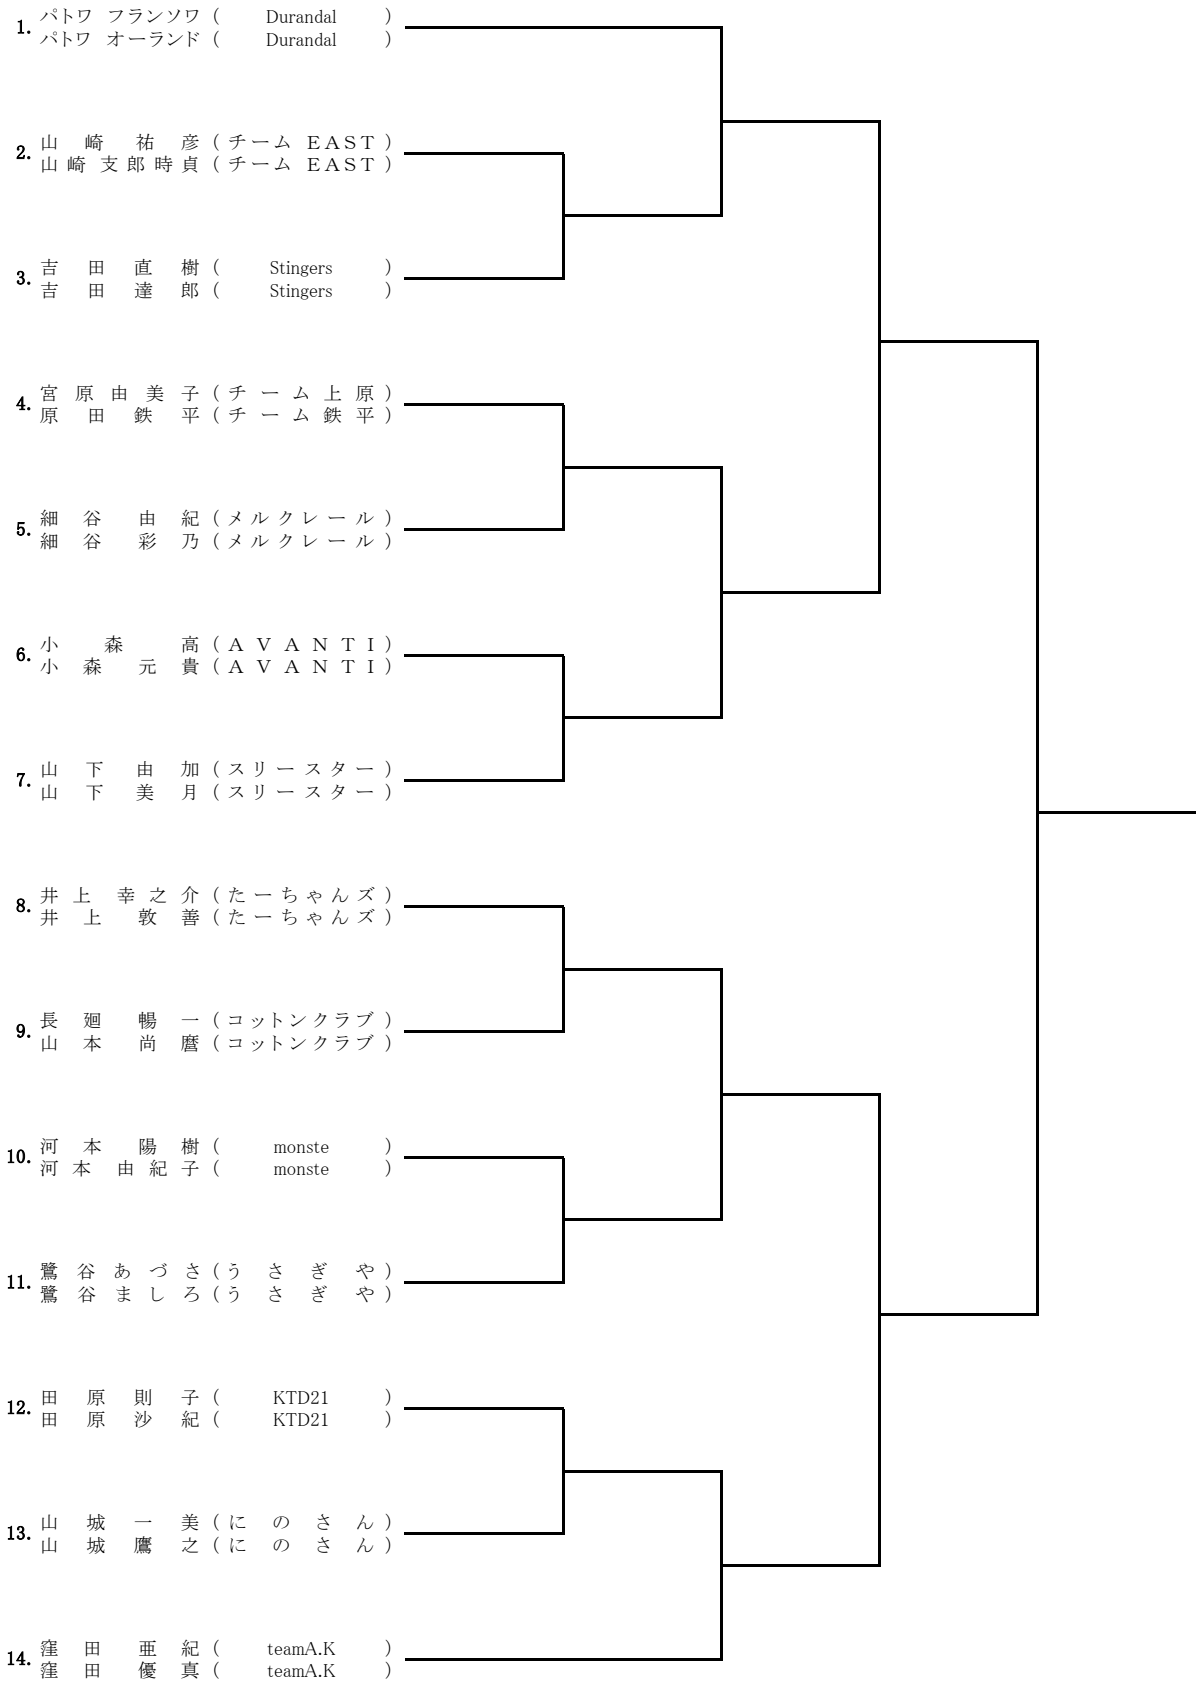 1. パトワ フランソワ ( Durandal )
パトワ オーランド ( Durandal )
2. 山崎祐彦 (チーム EAST)
山崎支郎時貞 (チーム EAST)
3. 吉田直樹 ( Stingers )
吉田達郎 ( Stingers )
4. 宮原由美子 (チーム上原)
原田鉄平 (チーム鉄平)
5. 細谷由紀 (メルクレール)
細谷彩乃 (メルクレール)
6. 小森高 (AVANTI)
小森元貴 (AVANTI)
7. 山下由加 (スリースター)
山下美月 (スリースター)
8. 井上幸之介 (たーちゃんズ)
井上敦善 (たーちゃんズ)
9. 長廻暢一 (コットンクラブ)
山本尚麿 (コットンクラブ)
10. 河本陽樹 ( monste )
河本由紀子 ( monste )
11. 鷺谷あづさ (うさぎや)
鷺谷ましろ (うさぎや)
12. 田原則子 ( KTD21 )
田原沙紀 ( KTD21 )
13. 山城一美 (にのさん)
山城鷹之 (にのさん)
14. 窪田亜紀 ( teamA.K )
窪田優真 ( teamA.K )